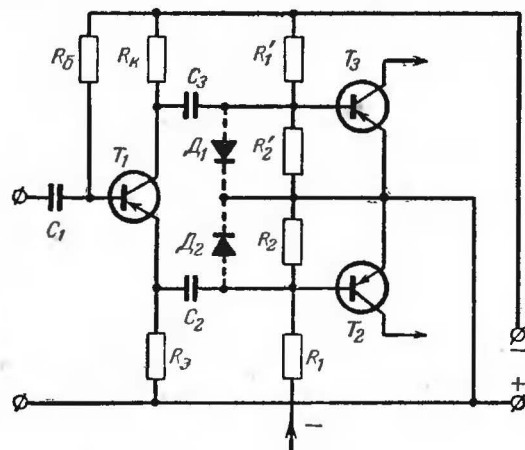 Rб
Rк
R₁′
T₃
C₃
Д₁
R₂′
T₁
C₁
Д₂
R₂
C₂
T₂
Rэ
R₁
−
+
−